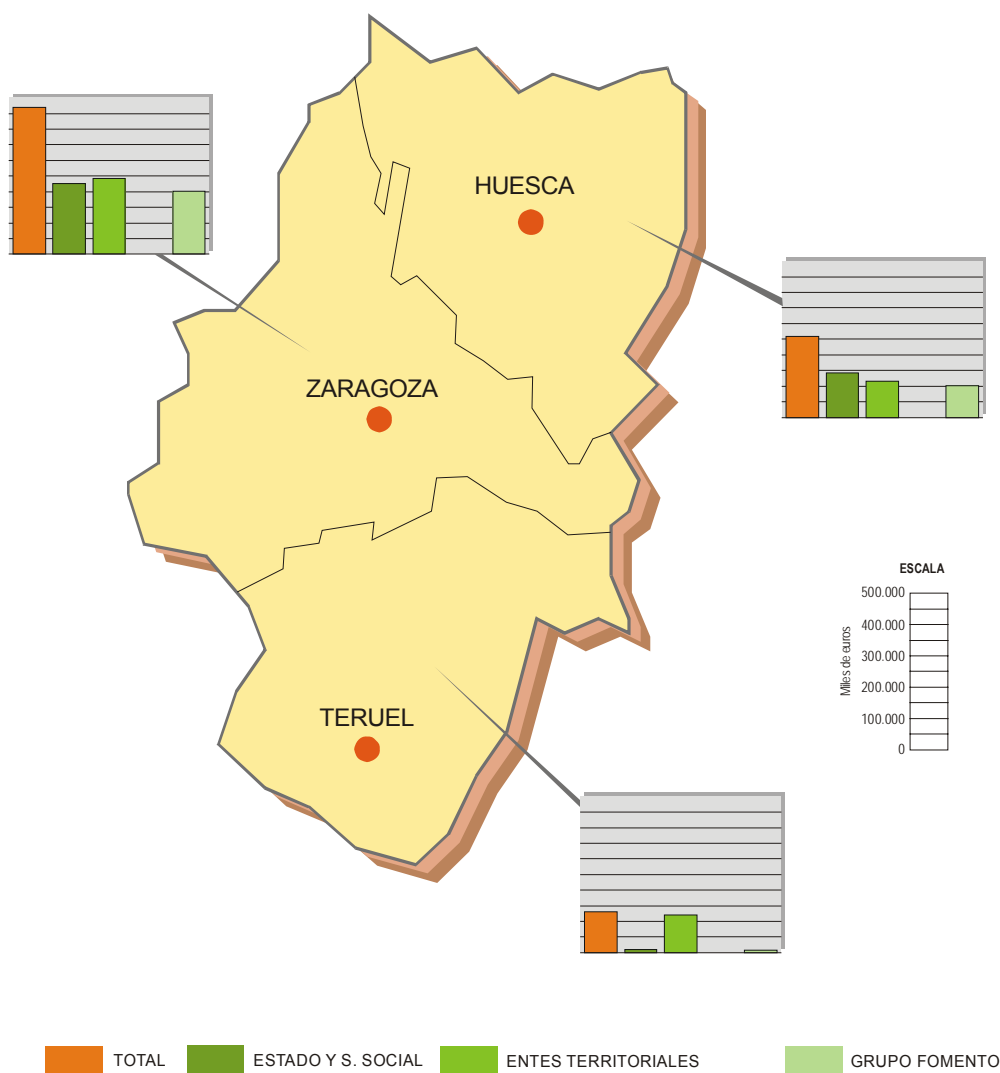 HUESCA
ZARAGOZA
TERUEL
ESCALA
Miles de euros
500.000
400.000
300.000
200.000
100.000
0
TOTAL
ESTADO Y S. SOCIAL
ENTES TERRITORIALES
GRUPO FOMENTO